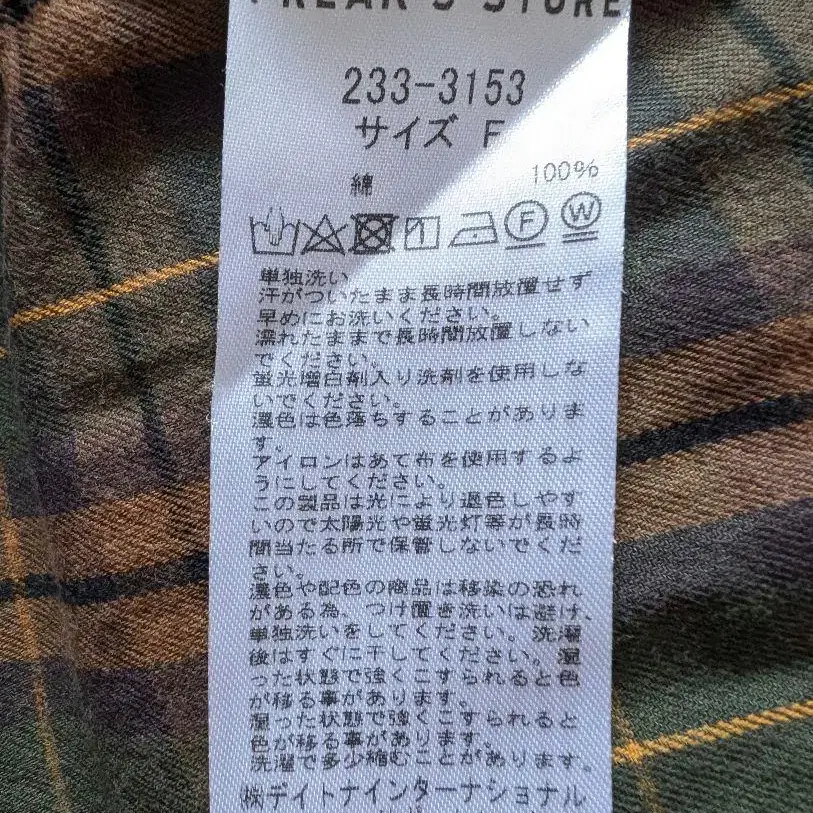 FREAK'S STORE
233-3153
サイズ F
綿 100%
F W
単独洗い
汗がついたまま長時間放置せず
早めにお洗いください。
濡れたままで長時間放置しない
でください。
蛍光増白剤入り洗剤を使用しな
いでください。
濃色は色落ちすることがありま
す。
アイロンはあて布を使用するよ
うにしてください。
この製品は光により退色しやす
いので太陽光や蛍光灯等が長時
間当たる所で保管しないでくだ
さい。
濃色や配色の商品は移染の恐れ
がある為、つけ置き洗いは避け、
単独洗いをしてください。洗濯
後はすぐに干してください。湿
った状態で強くこすられると色
が移る事があります。
湿った状態で強くこすられると
色が移る事があります。
洗濯で多少縮むことがあります。
㈱デイトナインターナショナル